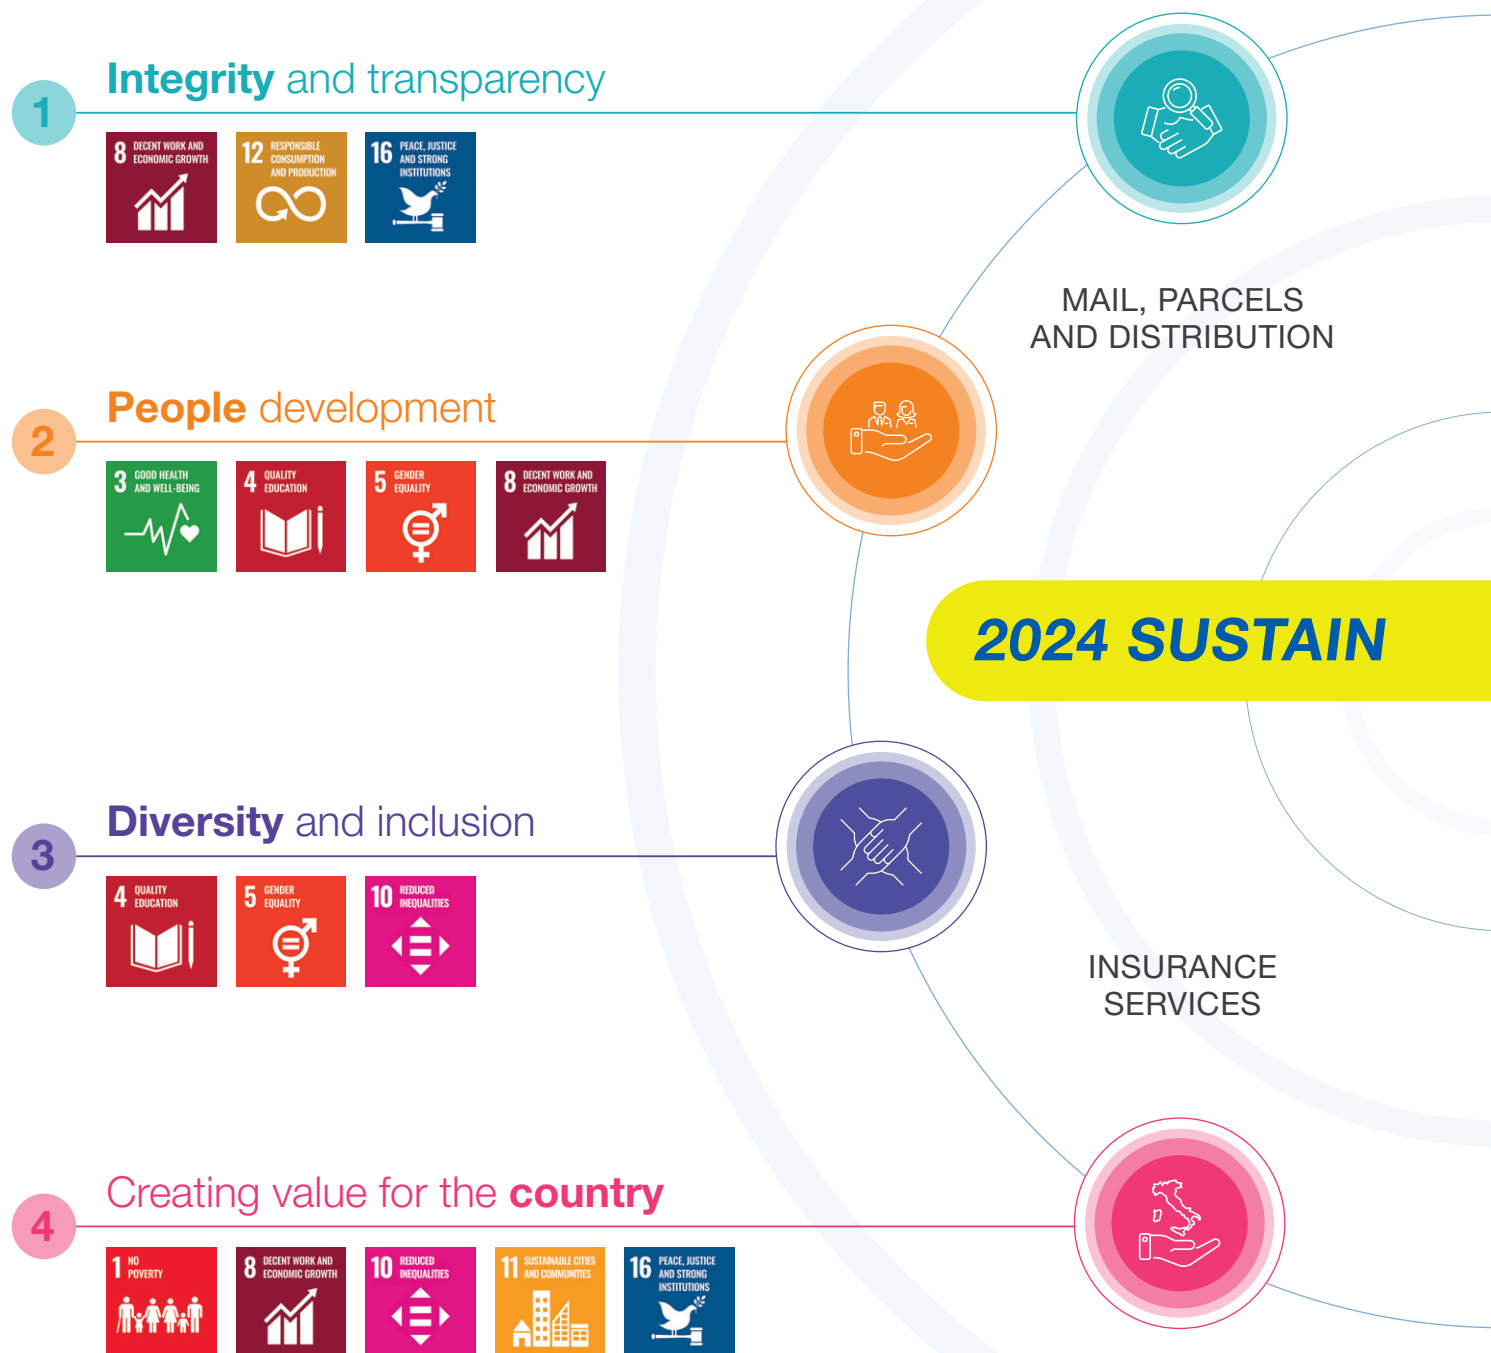 Integrity and transparency
1
8 DECENT WORK AND
ECONOMIC GROWTH
12 RESPONSIBLE
CONSUMPTION
AND PRODUCTION
16 PEACE, JUSTICE
AND STRONG
INSTITUTIONS
MAIL, PARCELS
AND DISTRIBUTION
People development
2
3 GOOD HEALTH
AND WELL-BEING
4 QUALITY
EDUCATION
5 GENDER
EQUALITY
8 DECENT WORK AND
ECONOMIC GROWTH
2024 SUSTAIN
Diversity and inclusion
3
4 QUALITY
EDUCATION
5 GENDER
EQUALITY
10 REDUCED
INEQUALITIES
INSURANCE
SERVICES
Creating value for the country
4
1 NO
POVERTY
8 DECENT WORK AND
ECONOMIC GROWTH
10 REDUCED
INEQUALITIES
11 SUSTAINABLE CITIES
AND COMMUNITIES
16 PEACE, JUSTICE
AND STRONG
INSTITUTIONS